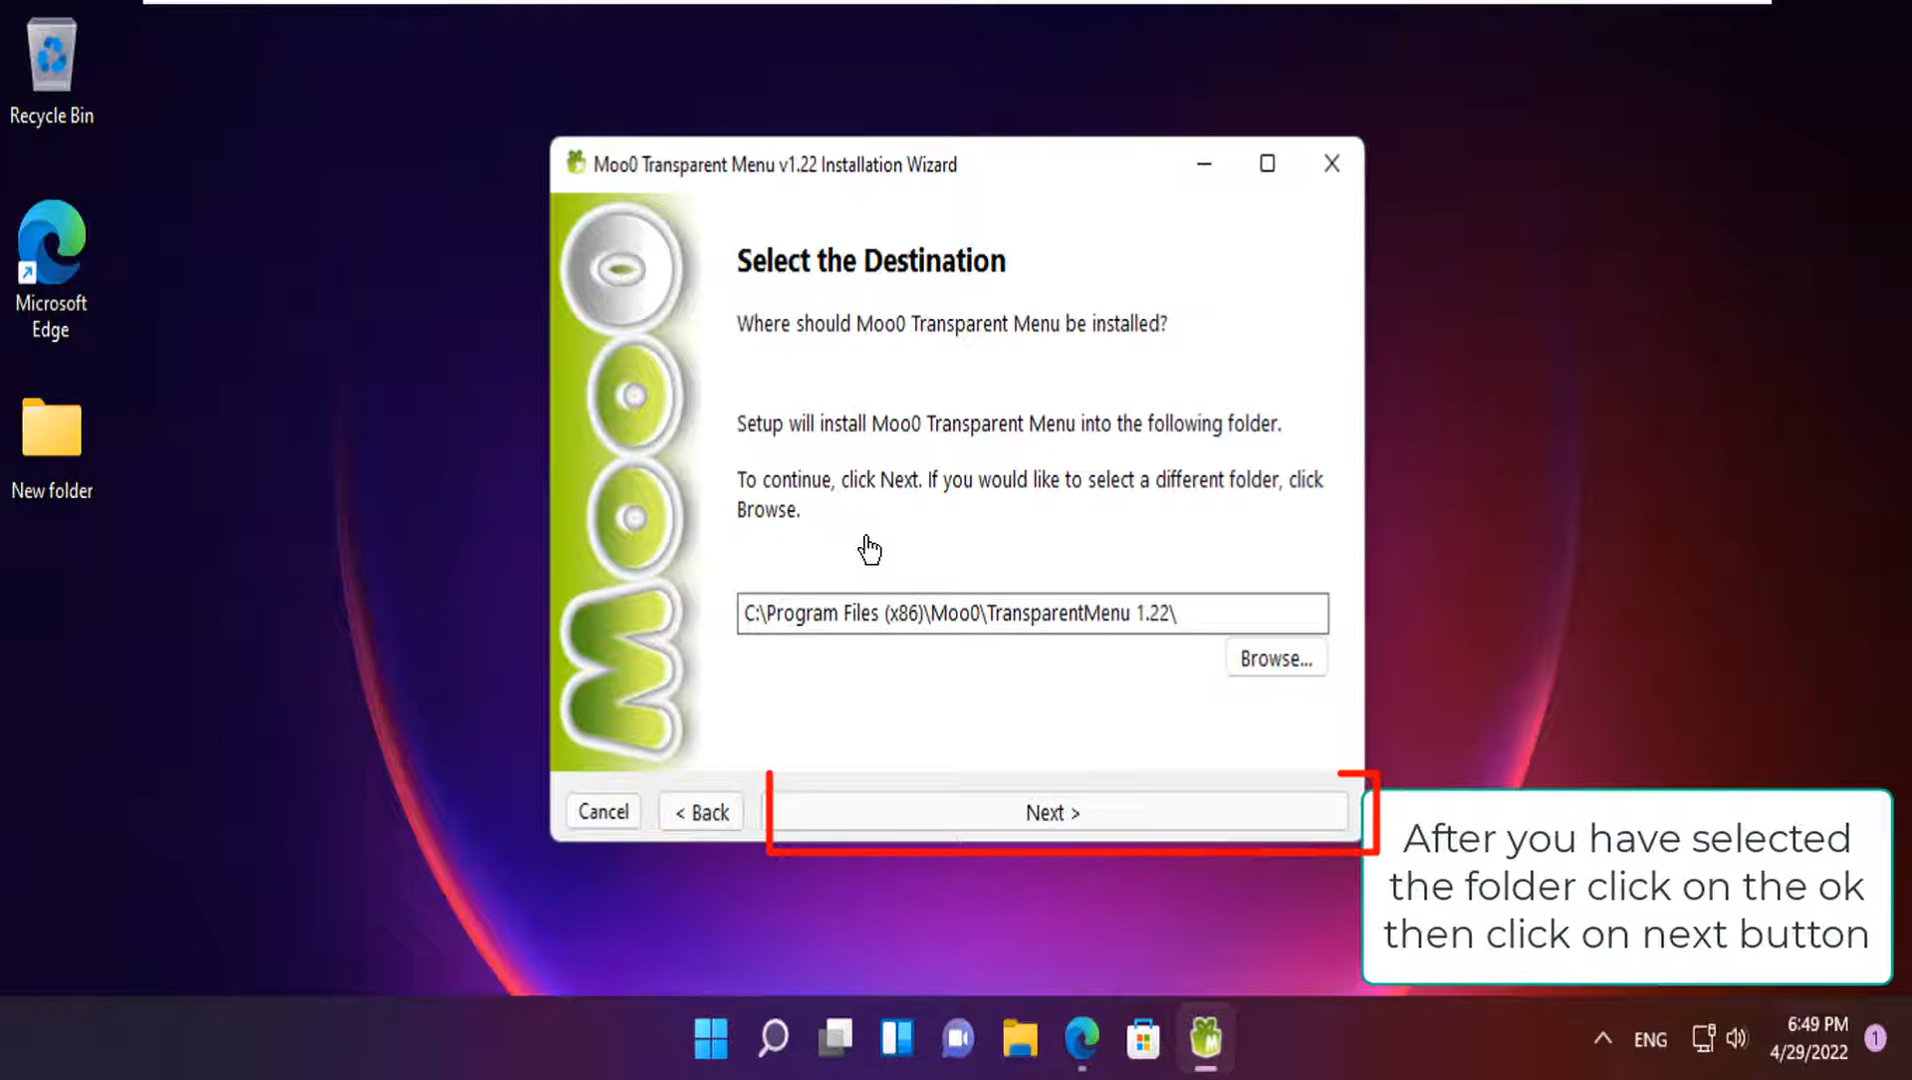 Recycle Bin
Microsoft
Edge
New folder
Moo0 Transparent Menu v1.22 Installation Wizard
Moo0
Select the Destination
Where should Moo0 Transparent Menu be installed?
Setup will install Moo0 Transparent Menu into the following folder.
To continue, click Next. If you would like to select a different folder, click
Browse.
C:\Program Files (x86)\Moo0\TransparentMenu 1.22\
Browse...
Cancel
< Back
Next >
After you have selected
the folder click on the ok
then click on next button
ENG
6:49 PM
4/29/2022
1